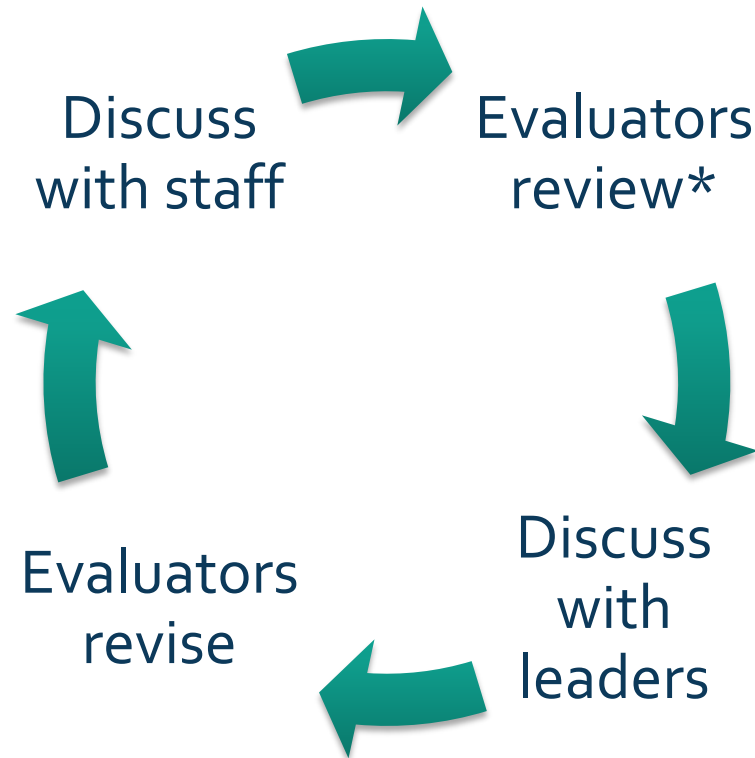 Discuss
with staff
Evaluators
review*
Discuss
with
leaders
Evaluators
revise